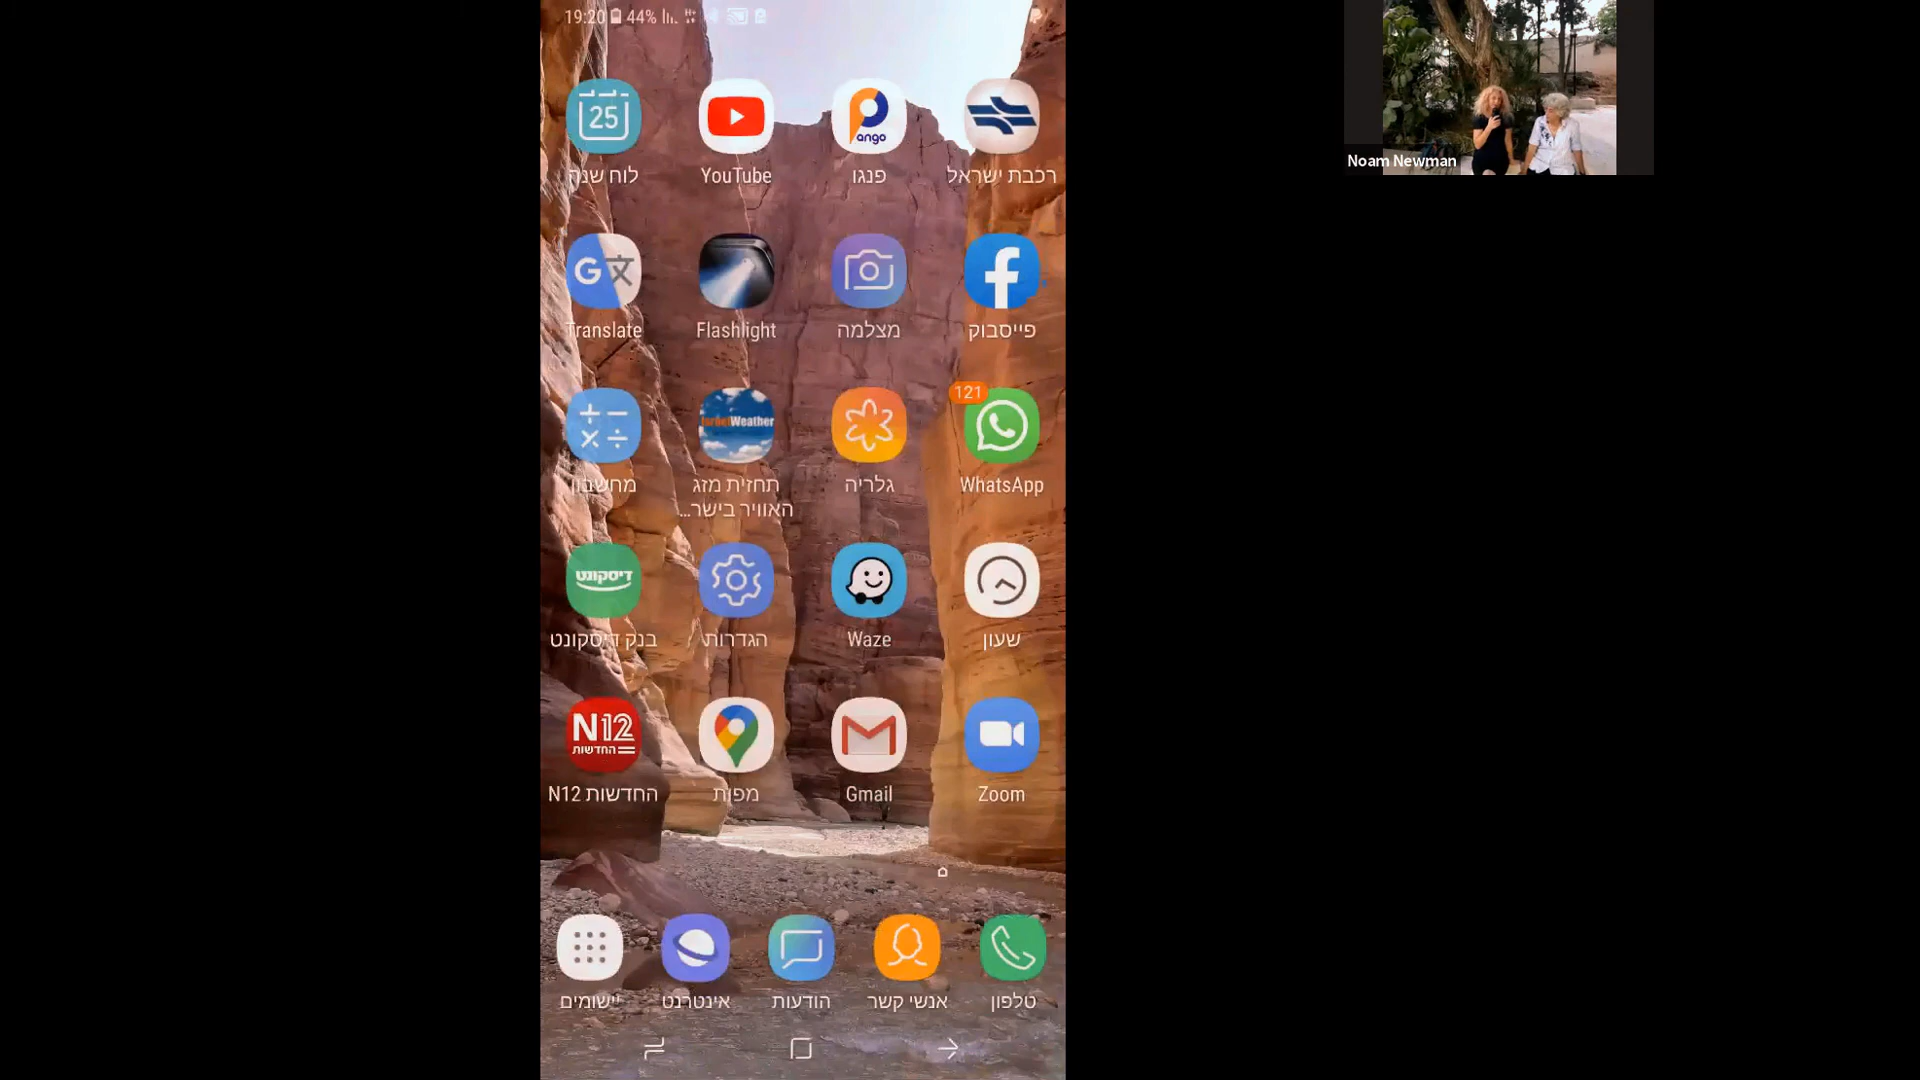 19:20 44%
25
ango
לוח שנה
YouTube
פנגו
רכבת ישראל
G
Translate
Flashlight
מצלמה
פייסבוק
IsraelWeather
121
מחשבון
תחזית מזג
האוויר בישר...
גלריה
WhatsApp
דיסקונט
בנק דיסקונט
הגדרות
Waze
שעון
N12
החדשות
החדשות N12
מפות
Gmail
Zoom
יישומים
אינטרנט
הודעות
אנשי קשר
טלפון
Noam Newman